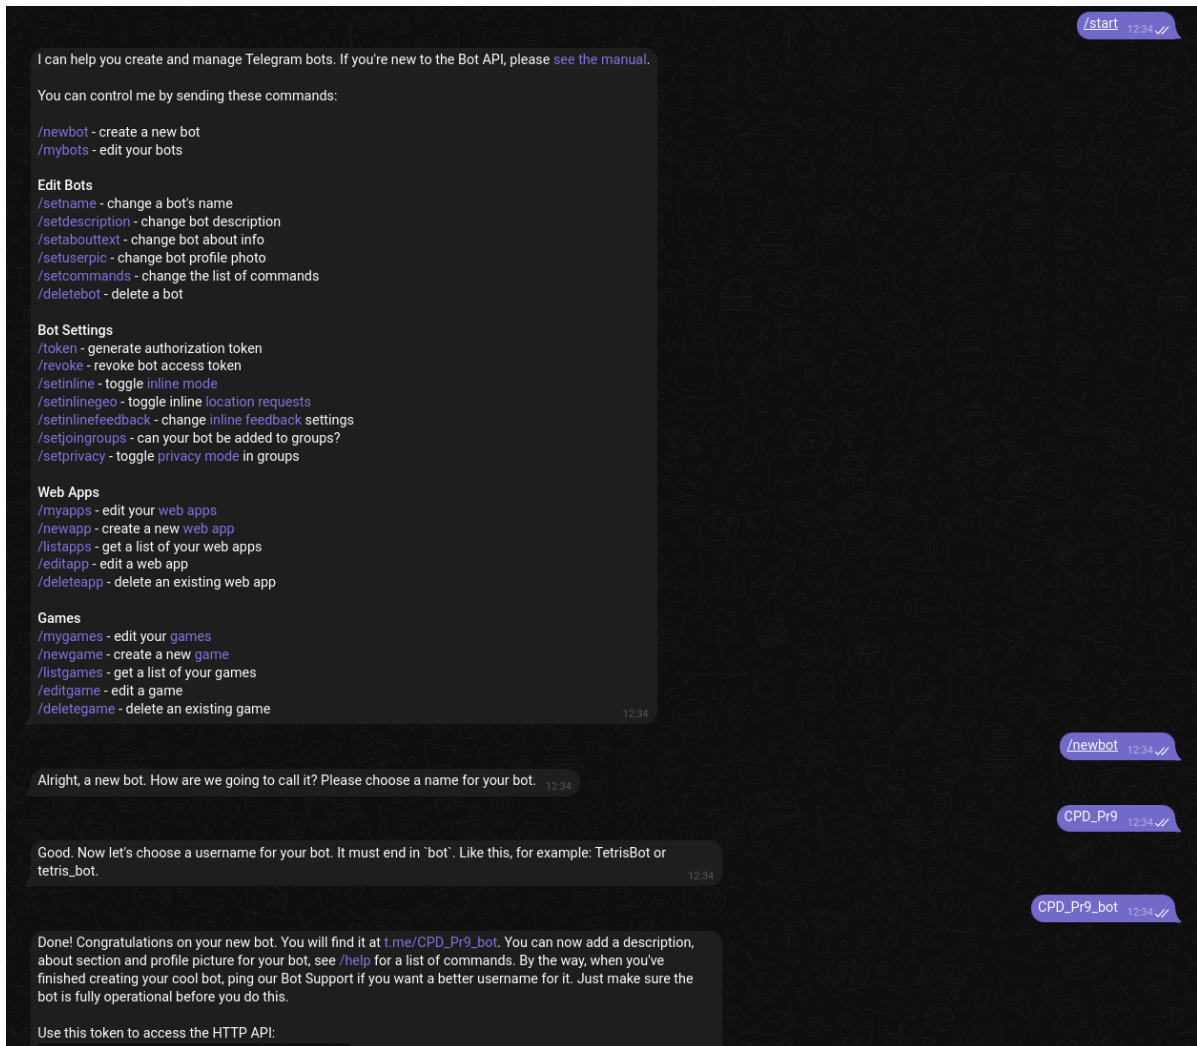 /start 12:34
I can help you create and manage Telegram bots. If you're new to the Bot API, please see the manual.
You can control me by sending these commands:
/newbot - create a new bot
/mybots - edit your bots
Edit Bots
/setname - change a bot's name
/setdescription - change bot description
/setabouttext - change bot about info
/setuserpic - change bot profile photo
/setcommands - change the list of commands
/deletebot - delete a bot
Bot Settings
/token - generate authorization token
/revoke - revoke bot access token
/setinline - toggle inline mode
/setinlinegeo - toggle inline location requests
/setinlinefeedback - change inline feedback settings
/setjoingroups - can your bot be added to groups?
/setprivacy - toggle privacy mode in groups
Web Apps
/myapps - edit your web apps
/newapp - create a new web app
/listapps - get a list of your web apps
/editapp - edit a web app
/deleteapp - delete an existing web app
Games
/mygames - edit your games
/newgame - create a new game
/listgames - get a list of your games
/editgame - edit a game
/deletegame - delete an existing game
12:34
/newbot 12:34
Alright, a new bot. How are we going to call it? Please choose a name for your bot. 12:34
CPD_Pr9 12:34
Good. Now let's choose a username for your bot. It must end in `bot`. Like this, for example: TetrisBot or
tetris_bot. 12:34
CPD_Pr9_bot 12:34
Done! Congratulations on your new bot. You will find it at t.me/CPD_Pr9_bot. You can now add a description,
about section and profile picture for your bot, see /help for a list of commands. By the way, when you've
finished creating your cool bot, ping our Bot Support if you want a better username for it. Just make sure the
bot is fully operational before you do this.
Use this token to access the HTTP API: